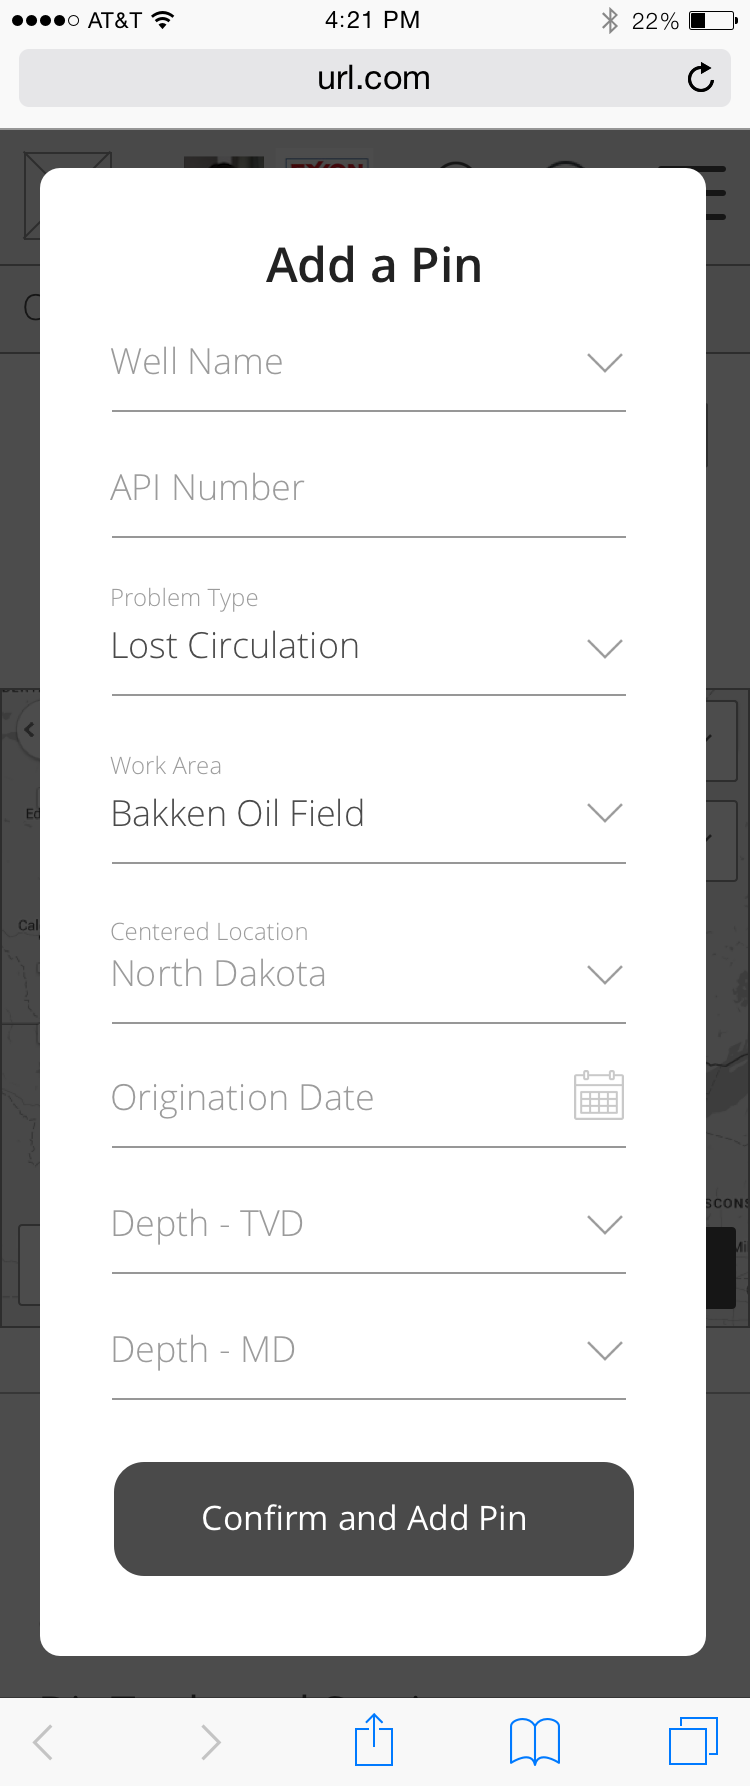 AT&T 4:21 PM 22%
url.com
EXXON
Add a Pin
Well Name
API Number
Problem Type
Lost Circulation
Work Area
Bakken Oil Field
Centered Location
North Dakota
Origination Date
Depth - TVD
Depth - MD
Confirm and Add Pin